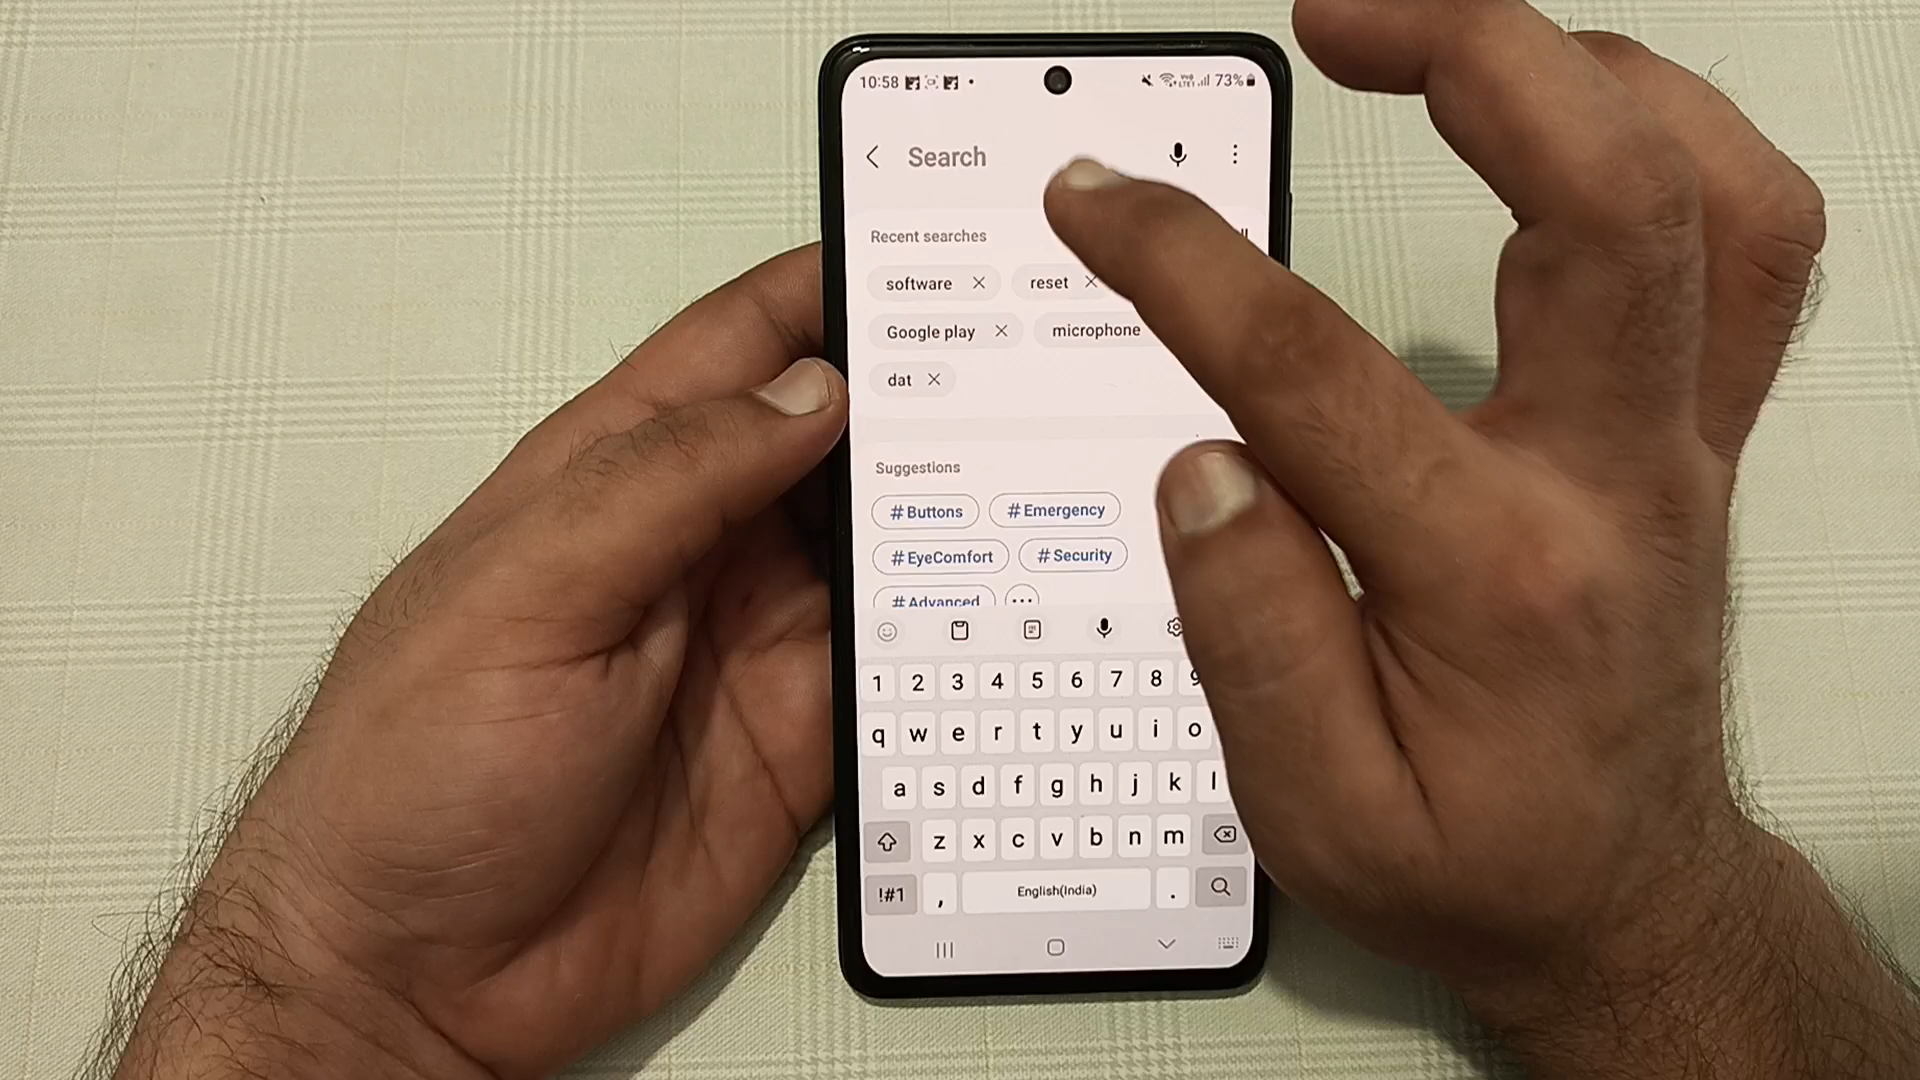 10:58 73%
Search
Recent searches
software reset
Google play microphone
dat
Suggestions
#Buttons #Emergency
#EyeComfort #Security
#Advanced
1 2 3 4 5 6 7 8 9
q w e r t y u i o
a s d f g h j k l
z x c v b n m
!#1 , English(India) .